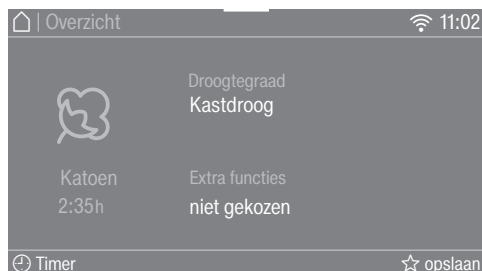 | Overzicht 11:02
Droogtegraad
Kastdroog
Katoen
2:35h
Extra functies
niet gekozen
Timer
opslaan